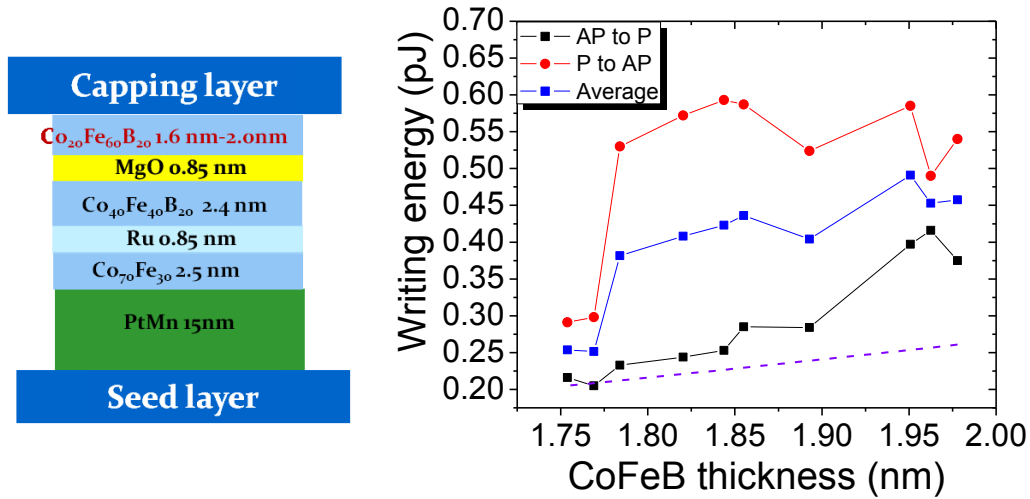 Capping layer
Co₂₀Fe₆₀B₂₀ 1.6 nm-2.0nm
MgO 0.85 nm
Co₄₀Fe₄₀B₂₀ 2.4 nm
Ru 0.85 nm
Co₇₀Fe₃₀ 2.5 nm
PtMn 15nm
Seed layer
Writing energy (pJ)
0.70
0.65
0.60
0.55
0.50
0.45
0.40
0.35
0.30
0.25
0.20
AP to P
P to AP
Average
1.75 1.80 1.85 1.90 1.95 2.00
CoFeB thickness (nm)